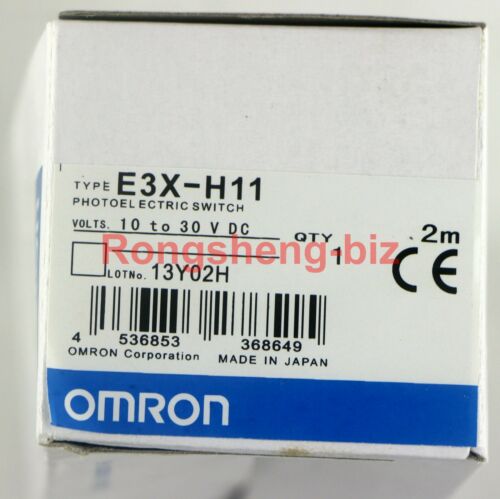 TYPE E3X-H11
PHOTOELECTRIC SWITCH
VOLTS. 10 to 30 V DC QTY. 2m
Rongsheng-biz
1
LOTNo. 13Y02H
CE
4 536853 368649
OMRON Corporation MADE IN JAPAN
OMRON